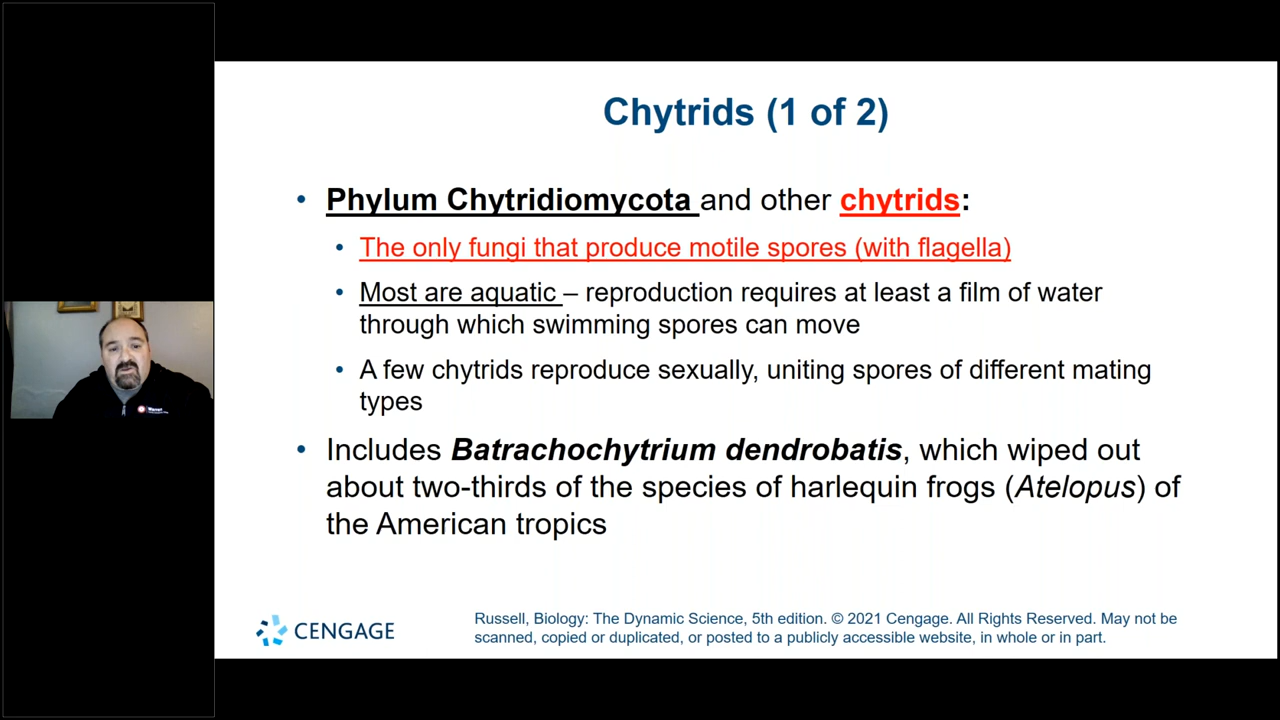 Chytrids (1 of 2)
• Phylum Chytridiomycota and other chytrids:
• The only fungi that produce motile spores (with flagella)
• Most are aquatic – reproduction requires at least a film of water
through which swimming spores can move
• A few chytrids reproduce sexually, uniting spores of different mating
types
• Includes Batrachochytrium dendrobatis, which wiped out
about two-thirds of the species of harlequin frogs (Atelopus) of
the American tropics
CENGAGE
Russell, Biology: The Dynamic Science, 5th edition. © 2021 Cengage. All Rights Reserved. May not be
scanned, copied or duplicated, or posted to a publicly accessible website, in whole or in part.